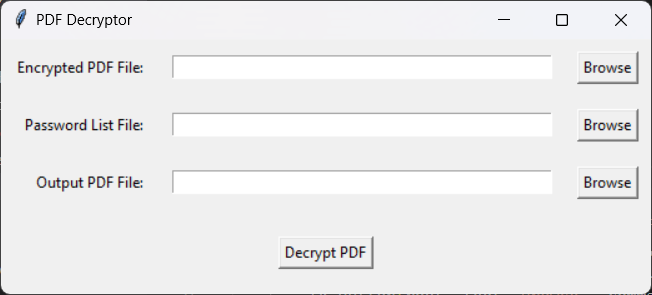 PDF Decryptor
Encrypted PDF File: Browse
Password List File: Browse
Output PDF File: Browse
Decrypt PDF